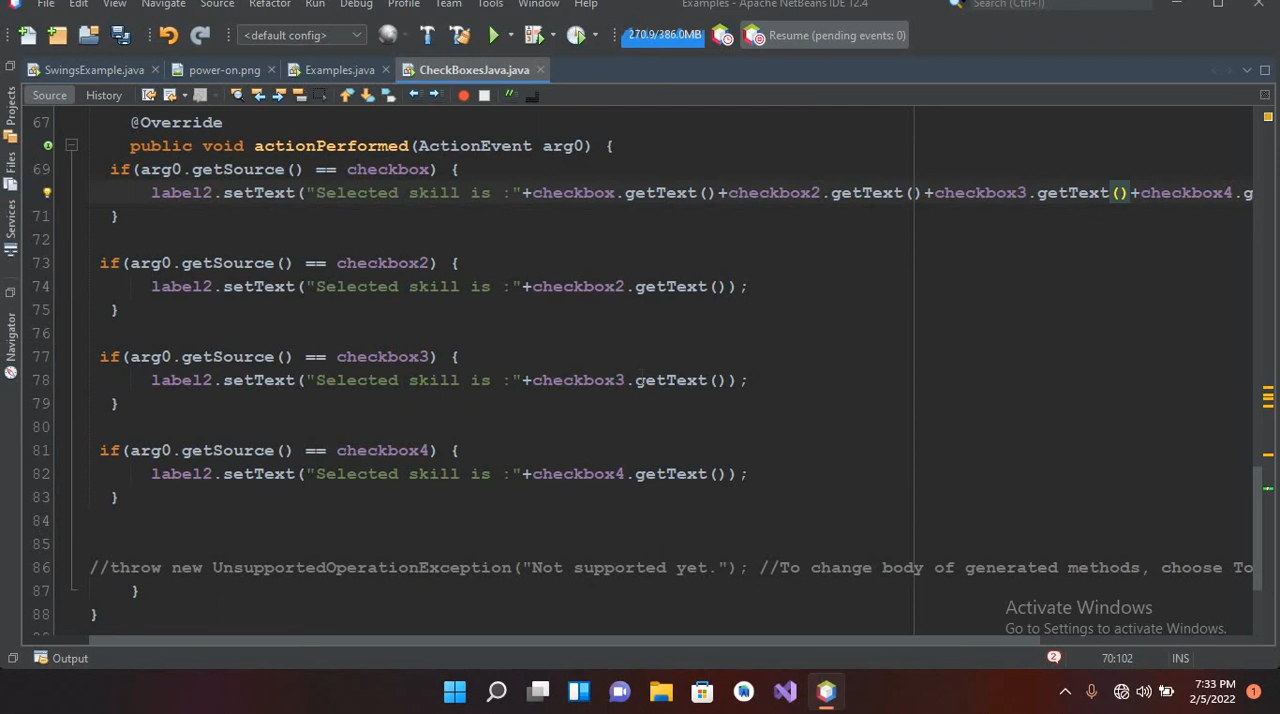 File Edit View Navigate Source Refactor Run Debug Profile Team Tools Window Help Examples - Apache NetBeans IDE 12.4 Search (Ctrl+I)
<default config> 270.9/386.0MB Resume (pending events: 0)
SwingsExample.java power-on.png Examples.java CheckBoxesJava.java
Source History
67 @Override
public void actionPerformed(ActionEvent arg0) {
69 if(arg0.getSource() == checkbox) {
label2.setText("Selected skill is :"+checkbox.getText()+checkbox2.getText()+checkbox3.getText()+checkbox4.g
71 }
72
73 if(arg0.getSource() == checkbox2) {
74 label2.setText("Selected skill is :"+checkbox2.getText());
75 }
76
77 if(arg0.getSource() == checkbox3) {
78 label2.setText("Selected skill is :"+checkbox3.getText());
79 }
80
81 if(arg0.getSource() == checkbox4) {
82 label2.setText("Selected skill is :"+checkbox4.getText());
83 }
84
85
86 //throw new UnsupportedOperationException("Not supported yet."); //To change body of generated methods, choose To
87 }
88 }
Projects
Files
Services
Navigator
Activate Windows
Go to Settings to activate Windows.
Output 2 70:102 INS
7:33 PM
2/5/2022 1